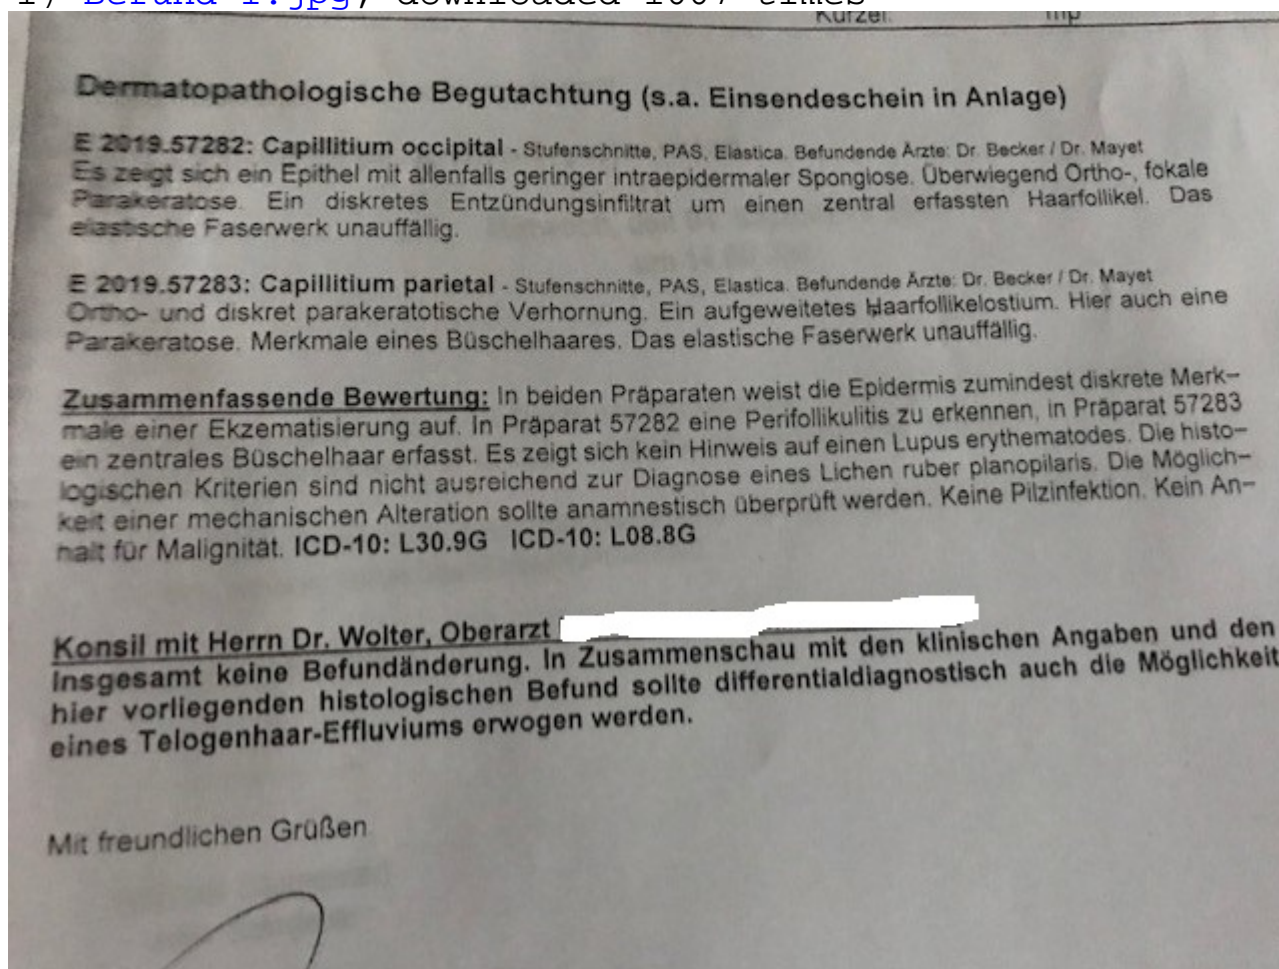 1) Befund 1.jpg, downloaded 1007 times
Kürzel: mp
Dermatopathologische Begutachtung (s.a. Einsendeschein in Anlage)
E 2019.57282: Capillitium occipital - Stufenschnitte, PAS, Elastica. Befundende Ärzte: Dr. Becker / Dr. Mayet
Es zeigt sich ein Epithel mit allenfalls geringer intraepidermaler Spongiose. Überwiegend Ortho-, fokale
Parakeratose. Ein diskretes Entzündungsinfiltrat um einen zentral erfassten Haarfollikel. Das
elastische Faserwerk unauffällig.
E 2019.57283: Capillitium parietal - Stufenschnitte, PAS, Elastica. Befundende Ärzte: Dr. Becker / Dr. Mayet
Ortho- und diskret parakeratotische Verhornung. Ein aufgeweitetes Haarfollikelostium. Hier auch eine
Parakeratose. Merkmale eines Büschelhaares. Das elastische Faserwerk unauffällig.
Zusammenfassende Bewertung: In beiden Präparaten weist die Epidermis zumindest diskrete Merk-
male einer Ekzematisierung auf. In Präparat 57282 eine Perifollikulitis zu erkennen, in Präparat 57283
ein zentrales Büschelhaar erfasst. Es zeigt sich kein Hinweis auf einen Lupus erythematodes. Die histo-
logischen Kriterien sind nicht ausreichend zur Diagnose eines Lichen ruber planopilaris. Die Möglich-
keit einer mechanischen Alteration sollte anamnestisch überprüft werden. Keine Pilzinfektion. Kein An-
halt für Malignität. ICD-10: L30.9G ICD-10: L08.8G
Konsil mit Herrn Dr. Wolter, Oberarzt
Insgesamt keine Befundänderung. In Zusammenschau mit den klinischen Angaben und den
hier vorliegenden histologischen Befund sollte differentialdiagnostisch auch die Möglichkeit
eines Telogenhaar-Effluviums erwogen werden.
Mit freundlichen Grüßen